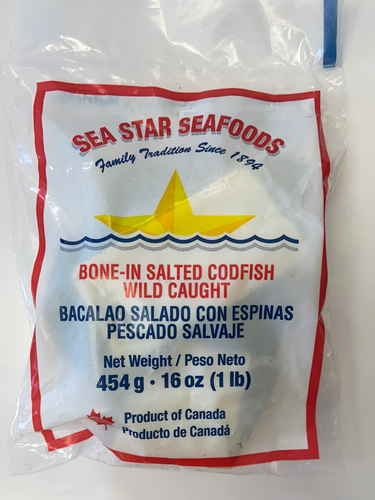 SEA STAR SEAFOODS
Family Tradition Since 1894
BONE-IN SALTED CODFISH
WILD CAUGHT
BACALAO SALADO CON ESPINAS
PESCADO SALVAJE
Net Weight / Peso Neto
454 g • 16 oz (1 lb)
Product of Canada
Producto de Canadá